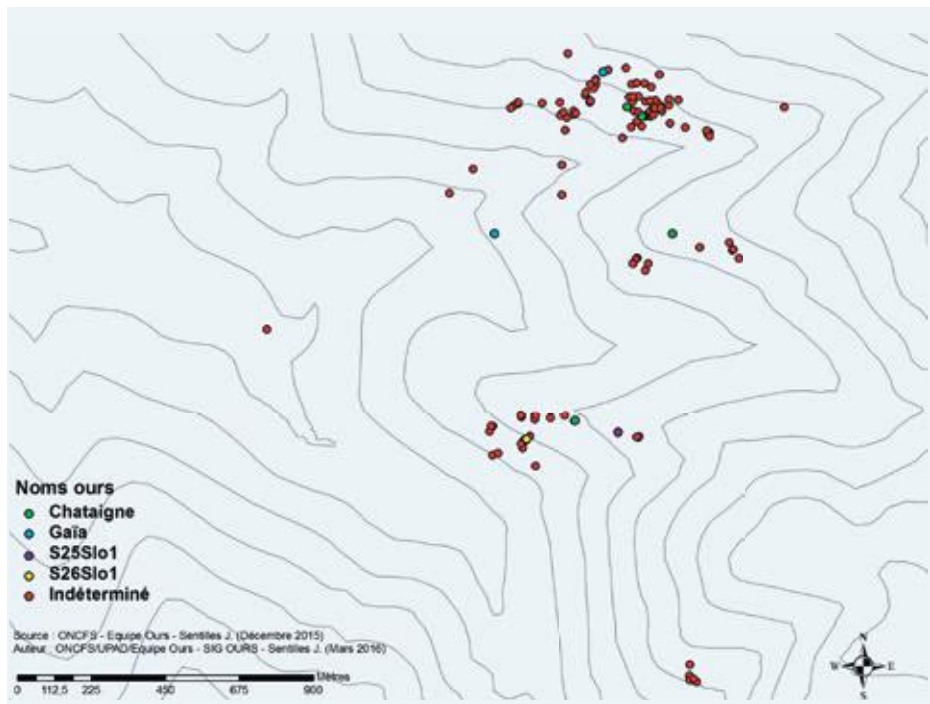 Noms ours
Chataigne
Gaïa
S25Slo1
S26Slo1
Indéterminé
Source : ONCFS - Equipe Ours - Sentilles J. (Décembre 2015)
Auteur : ONCFS/UPAD/Equipe Ours - SIG OURS - Sentilles J. (Mars 2016)
Mètres
0 112,5 225 450 675 900
N
W E
S